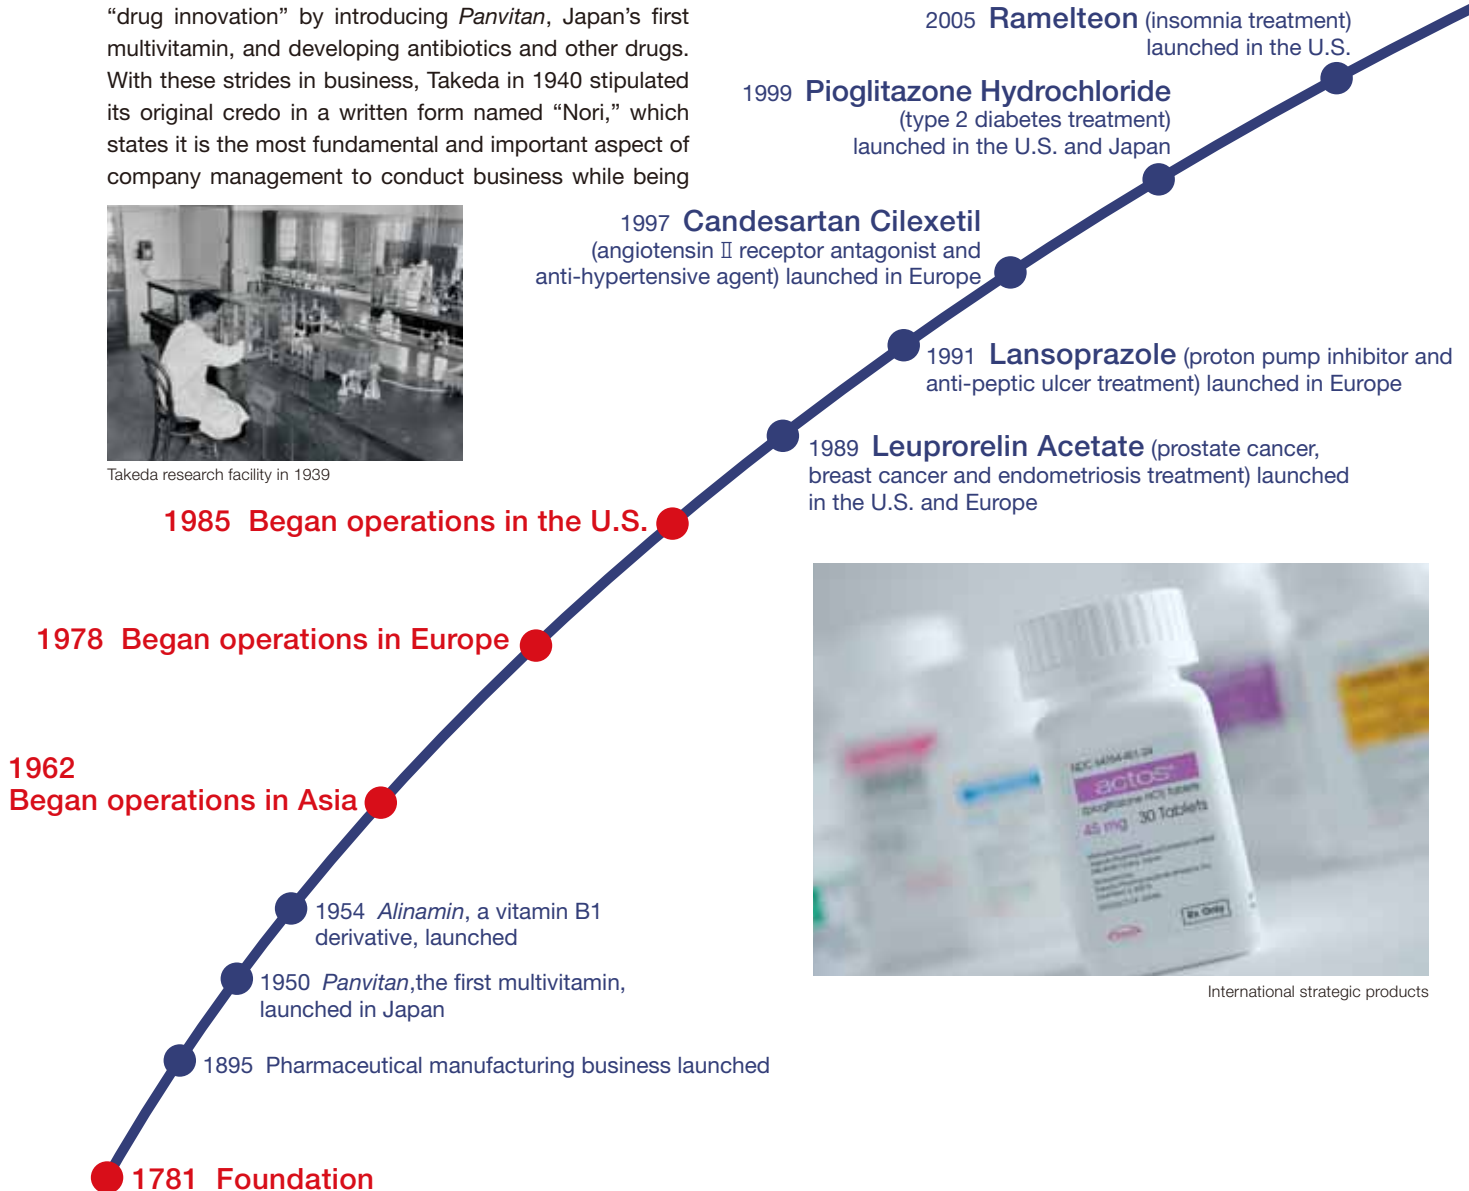 “drug innovation” by introducing Panvitan, Japan’s first
multivitamin, and developing antibiotics and other drugs.
With these strides in business, Takeda in 1940 stipulated
its original credo in a written form named “Nori,” which
states it is the most fundamental and important aspect of
company management to conduct business while being
Takeda research facility in 1939
2005 Ramelteon (insomnia treatment)
launched in the U.S.
1999 Pioglitazone Hydrochloride
(type 2 diabetes treatment)
launched in the U.S. and Japan
1997 Candesartan Cilexetil
(angiotensin Ⅱ receptor antagonist and
anti-hypertensive agent) launched in Europe
1991 Lansoprazole (proton pump inhibitor and
anti-peptic ulcer treatment) launched in Europe
1989 Leuprorelin Acetate (prostate cancer,
breast cancer and endometriosis treatment) launched
in the U.S. and Europe
1985 Began operations in the U.S.
1978 Began operations in Europe
1962
Began operations in Asia
1954 Alinamin, a vitamin B1
derivative, launched
1950 Panvitan,the first multivitamin,
launched in Japan
1895 Pharmaceutical manufacturing business launched
1781 Foundation
actos
(pioglitazone HCl) tablets
45 mg 30 Tablets
Rx Only
International strategic products